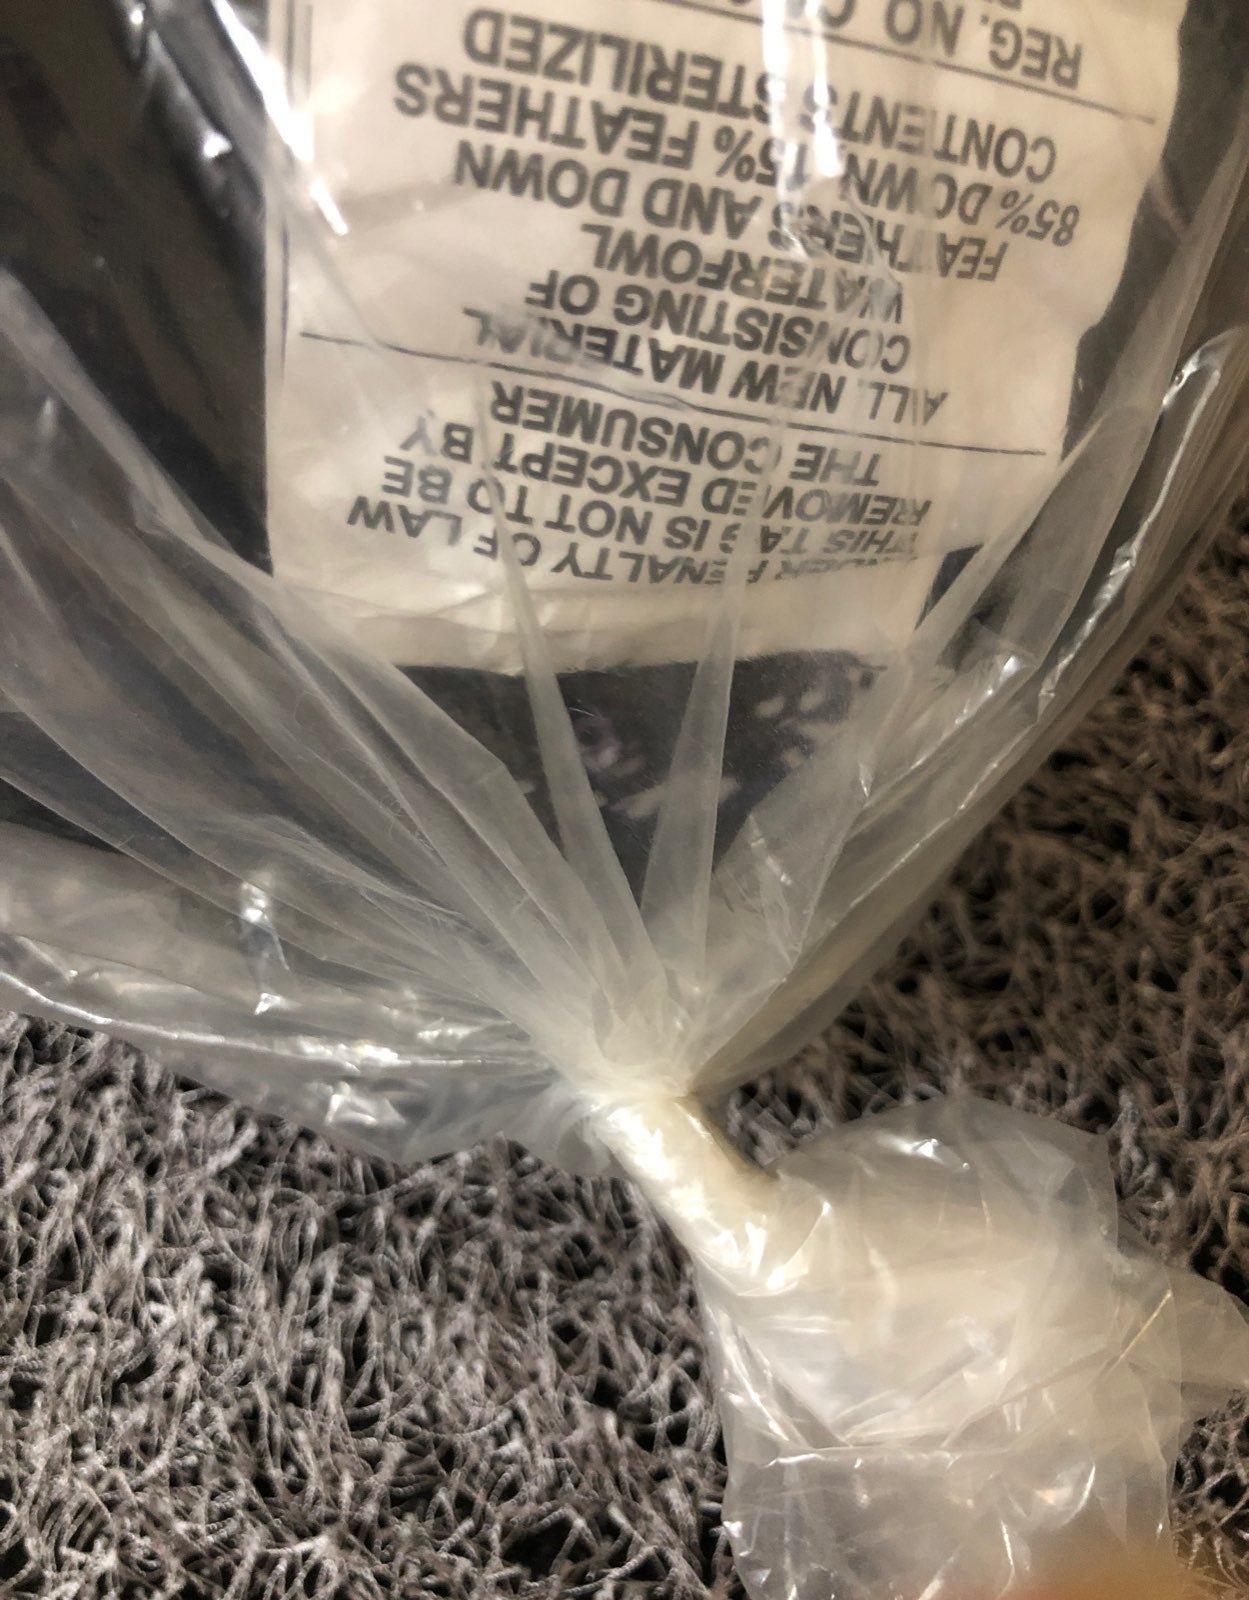 UNDER PENALTY OF LAW
THIS TAG IS NOT TO BE
REMOVED EXCEPT BY
THE CONSUMER
ALL NEW MATERIAL
CONSISTING OF
WATERFOWL
FEATHERS AND DOWN
85% DOWN, 15% FEATHERS
CONTENTS STERILIZED
REG. NO.